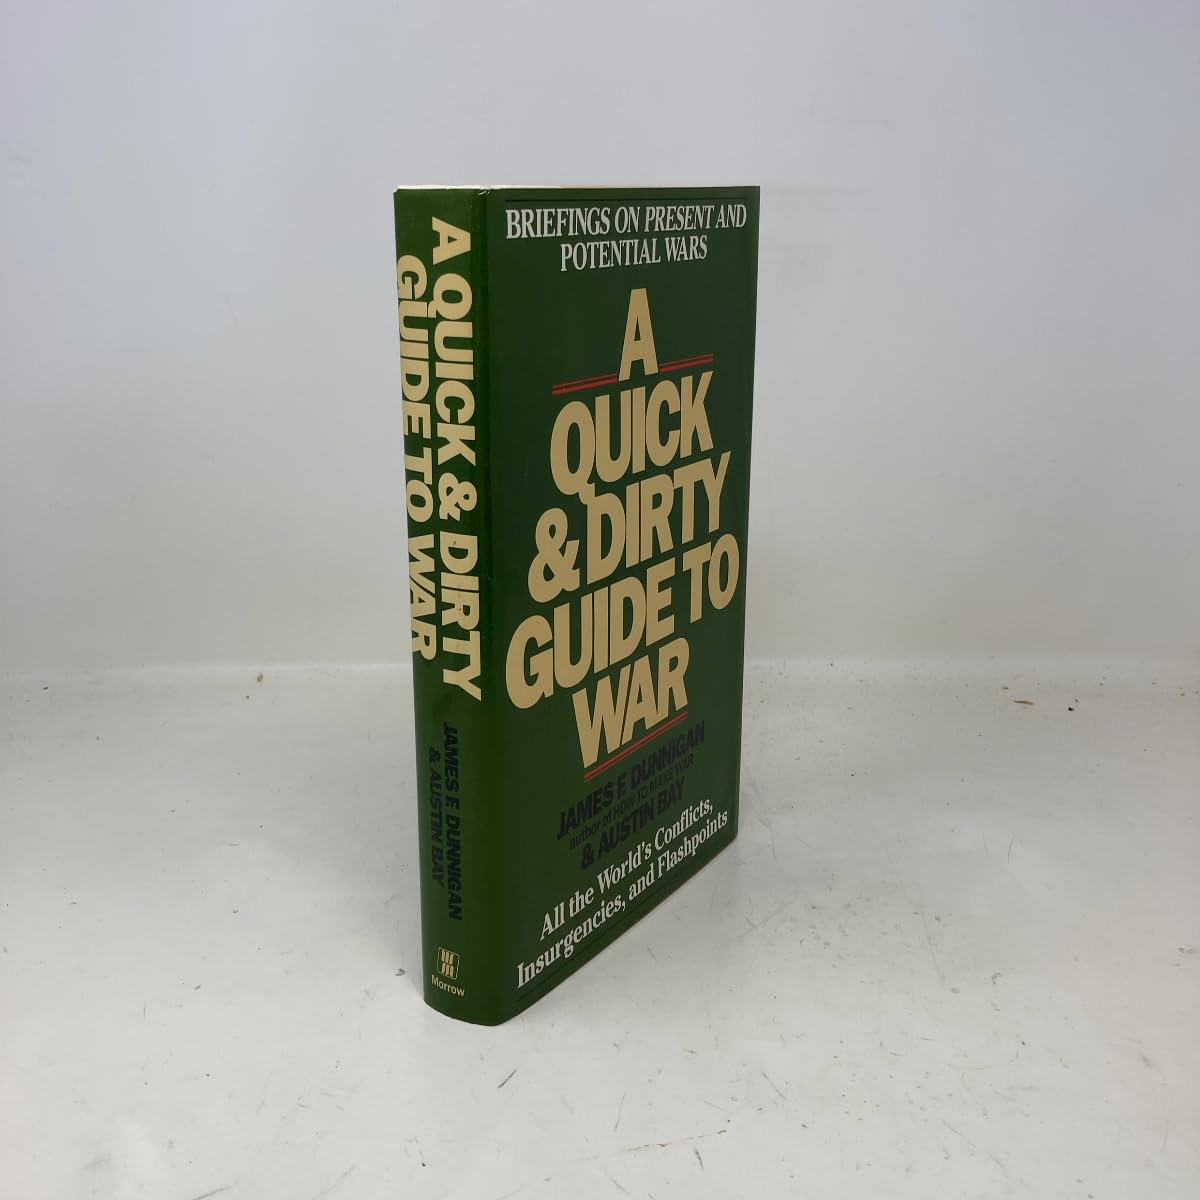 A QUICK & DIRTY
GUIDE TO WAR
JAMES F. DUNNIGAN
& AUSTIN BAY
Morrow
BRIEFINGS ON PRESENT AND
POTENTIAL WARS
A
QUICK
& DIRTY
GUIDE TO
WAR
JAMES F. DUNNIGAN
author of HOW TO MAKE WAR
& AUSTIN BAY
All the World's Conflicts,
Insurgencies, and Flashpoints